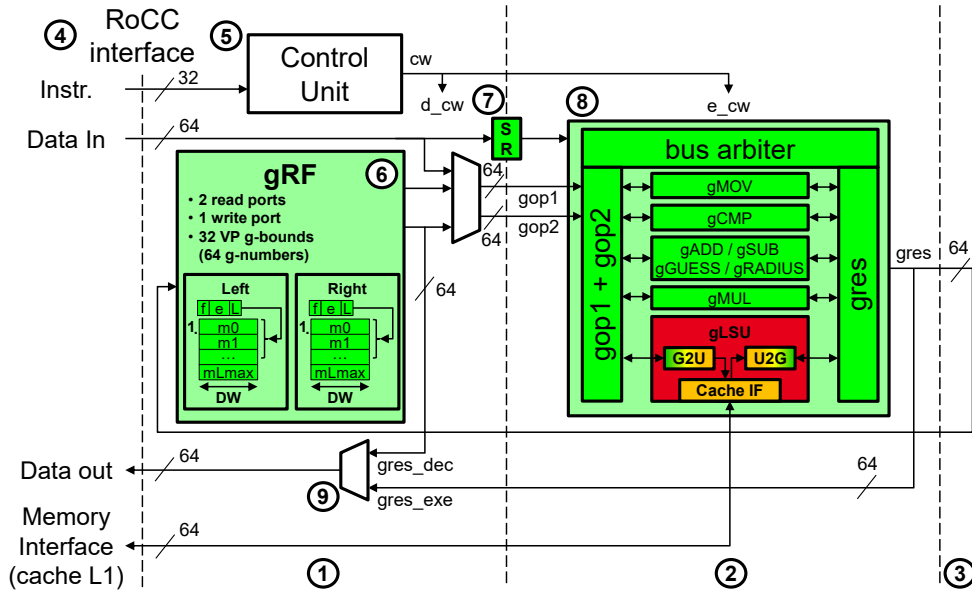 4
RoCC
interface
5
Control
Unit
cw
Instr.
32
d_cw
7
8
e_cw
Data In
64
S
R
bus arbiter
gRF
6
• 2 read ports
• 1 write port
• 32 VP g-bounds
(64 g-numbers)
64
gop1
gop2
64
64
gop1 + gop2
gMOV
gCMP
gADD / gSUB
gGUESS / gRADIUS
gMUL
gLSU
G2U
U2G
Cache IF
gres
gres
64
Left
f e L
1.
m0
m1
...
mLmax
DW
Right
f e L
1.
m0
m1
...
mLmax
DW
Data out
64
gres_dec
gres_exe
64
9
Memory
Interface
(cache L1)
64
1
2
3